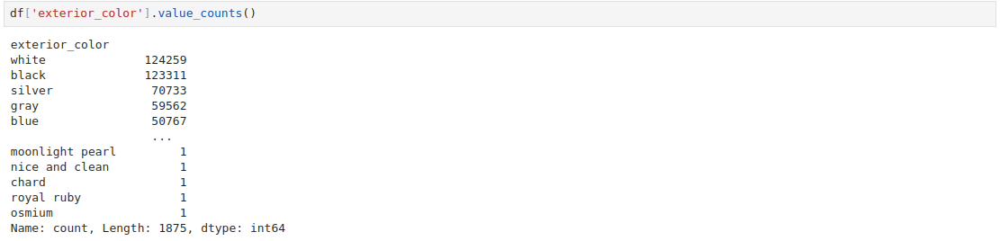 df['exterior_color'].value_counts()
exterior_color
white 124259
black 123311
silver 70733
gray 59562
blue 50767
...
moonlight pearl 1
nice and clean 1
chard 1
royal ruby 1
osmium 1
Name: count, Length: 1875, dtype: int64